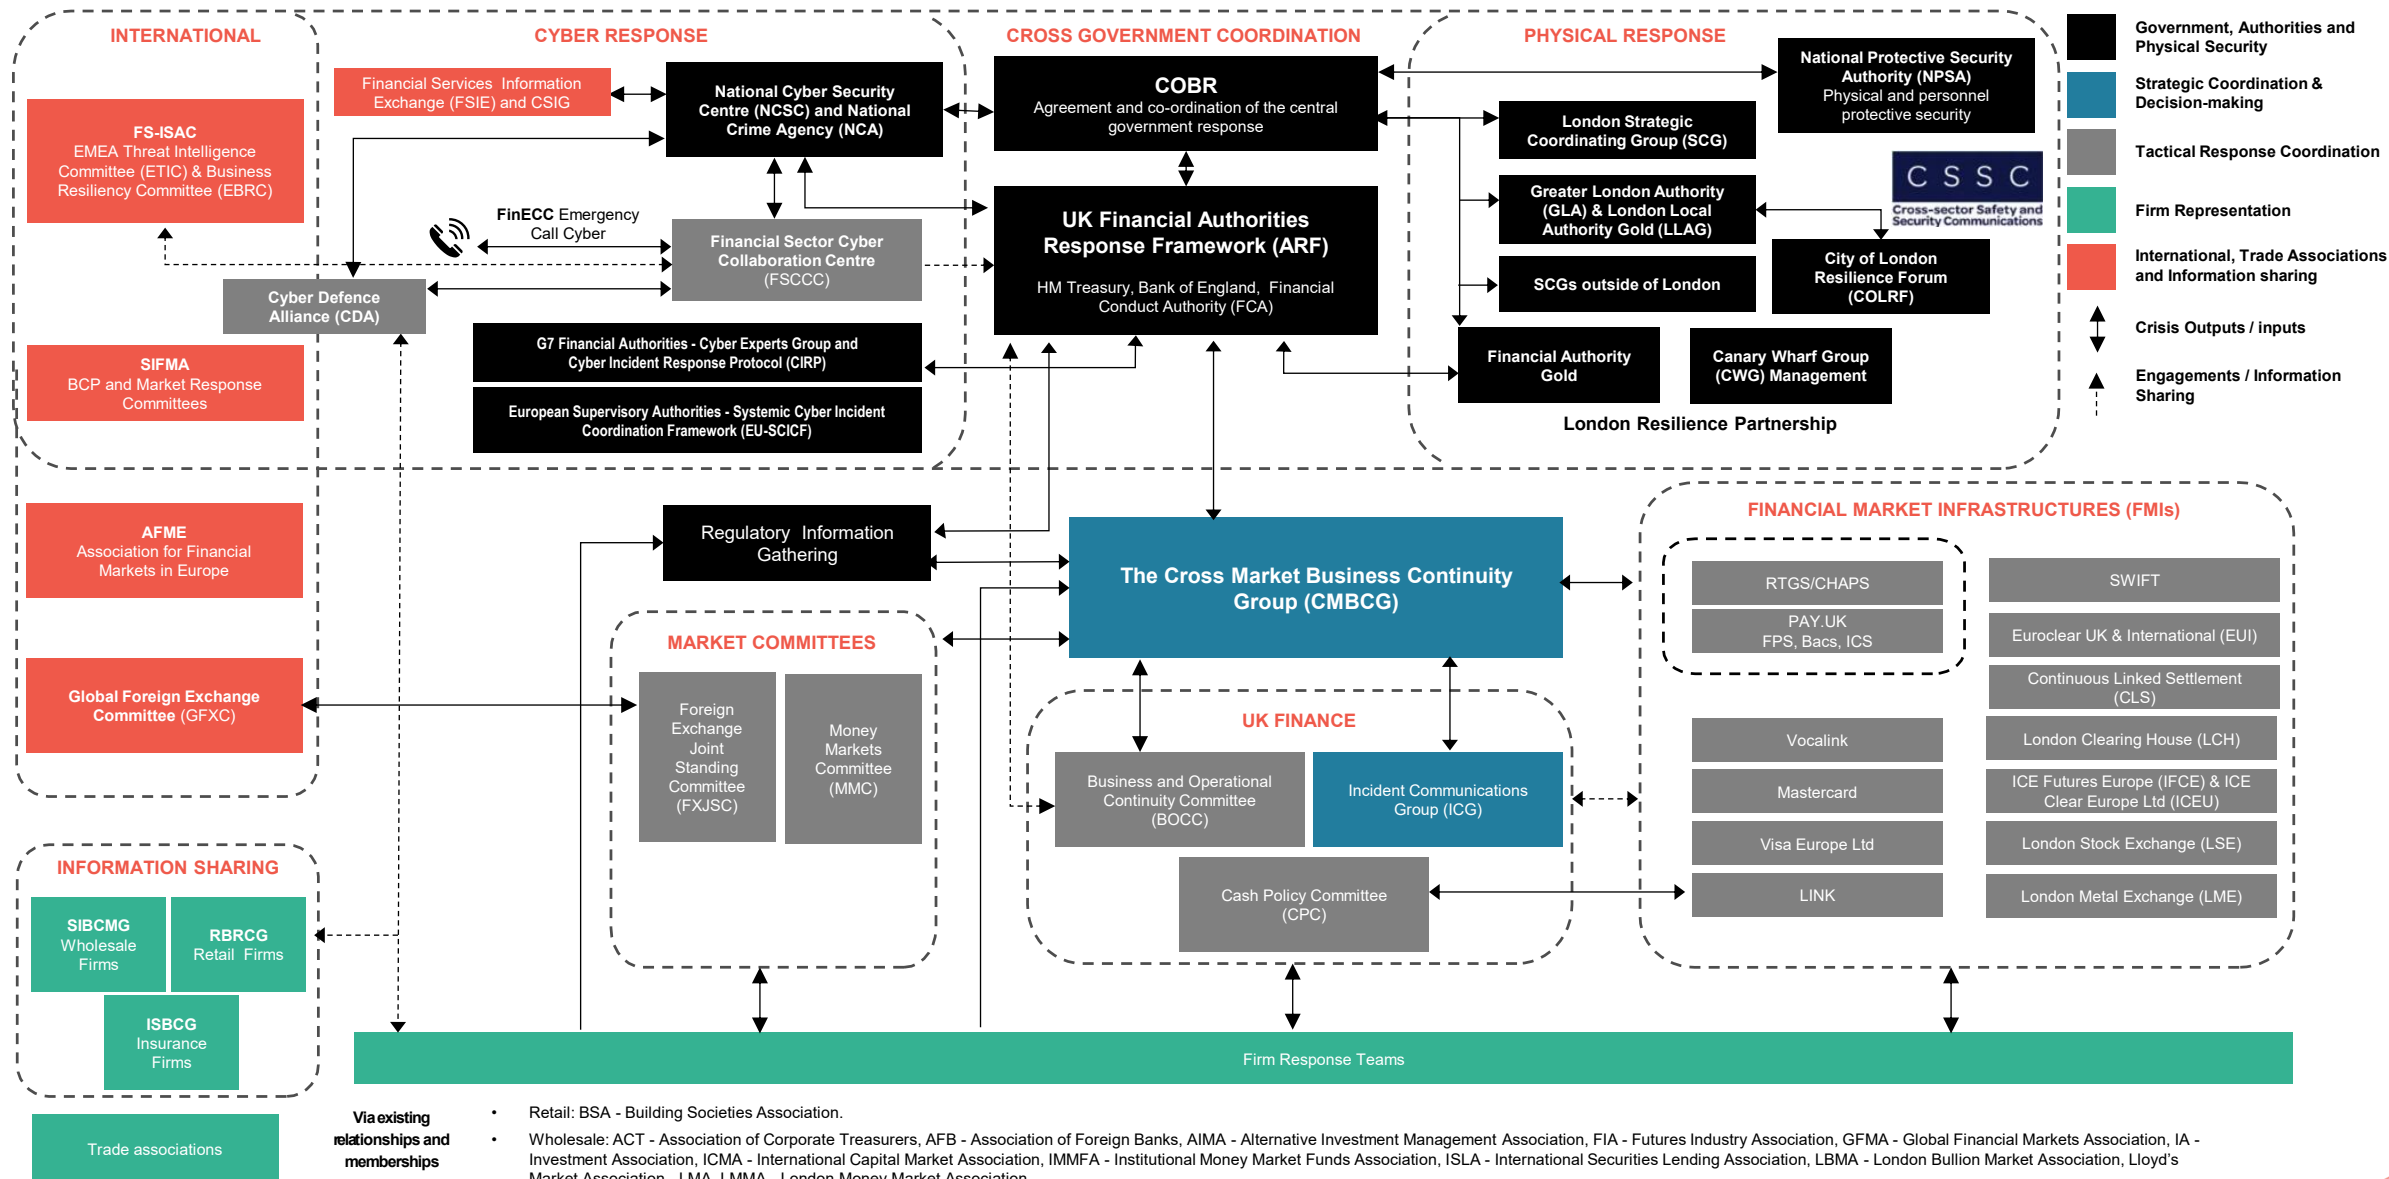 INTERNATIONAL
CYBER RESPONSE
CROSS GOVERNMENT COORDINATION
PHYSICAL RESPONSE
FS-ISAC
EMEA Threat Intelligence
Committee (ETIC) & Business
Resiliency Committee (EBRC)
SIFMA
BCP and Market Response
Committees
AFME
Association for Financial
Markets in Europe
Global Foreign Exchange
Committee (GFXC)
Financial Services Information
Exchange (FSIE) and CSIG
National Cyber Security
Centre (NCSC) and National
Crime Agency (NCA)
FinECC Emergency
Call Cyber
Financial Sector Cyber
Collaboration Centre
(FSCCC)
Cyber Defence
Alliance (CDA)
G7 Financial Authorities - Cyber Experts Group and
Cyber Incident Response Protocol (CIRP)
European Supervisory Authorities - Systemic Cyber Incident
Coordination Framework (EU-SCICF)
COBR
Agreement and co-ordination of the central
government response
UK Financial Authorities
Response Framework (ARF)
HM Treasury, Bank of England, Financial
Conduct Authority (FCA)
National Protective Security
Authority (NPSA)
Physical and personnel
protective security
London Strategic
Coordinating Group (SCG)
CSSC
Cross-sector Safety and
Security Communications
Greater London Authority
(GLA) & London Local
Authority Gold (LLAG)
City of London
Resilience Forum
(COLRF)
SCGs outside of London
Financial Authority
Gold
Canary Wharf Group
(CWG) Management
London Resilience Partnership
Government, Authorities and
Physical Security
Strategic Coordination &
Decision-making
Tactical Response Coordination
Firm Representation
International, Trade Associations
and Information sharing
Crisis Outputs / inputs
Engagements / Information
Sharing
Regulatory Information
Gathering
The Cross Market Business Continuity
Group (CMBCG)
MARKET COMMITTEES
Foreign
Exchange
Joint
Standing
Committee
(FXJSC)
Money
Markets
Committee
(MMC)
UK FINANCE
Business and Operational
Continuity Committee
(BOCC)
Incident Communications
Group (ICG)
Cash Policy Committee
(CPC)
FINANCIAL MARKET INFRASTRUCTURES (FMIs)
RTGS/CHAPS
PAY.UK
FPS, Bacs, ICS
Vocalink
Mastercard
Visa Europe Ltd
LINK
SWIFT
Euroclear UK & International (EUI)
Continuous Linked Settlement
(CLS)
London Clearing House (LCH)
ICE Futures Europe (IFCE) & ICE
Clear Europe Ltd (ICEU)
London Stock Exchange (LSE)
London Metal Exchange (LME)
INFORMATION SHARING
SIBCMG
Wholesale
Firms
RBRCG
Retail Firms
ISBCG
Insurance
Firms
Firm Response Teams
Trade associations
Via existing
relationships and
memberships
• Retail: BSA - Building Societies Association.
• Wholesale: ACT - Association of Corporate Treasurers, AFB - Association of Foreign Banks, AIMA - Alternative Investment Management Association, FIA - Futures Industry Association, GFMA - Global Financial Markets Association, IA -
Investment Association, ICMA - International Capital Market Association, IMMFA - Institutional Money Market Funds Association, ISLA - International Securities Lending Association, LBMA - London Bullion Market Association, Lloyd's
Market Association - LMA, LMMA - London Money Market Association